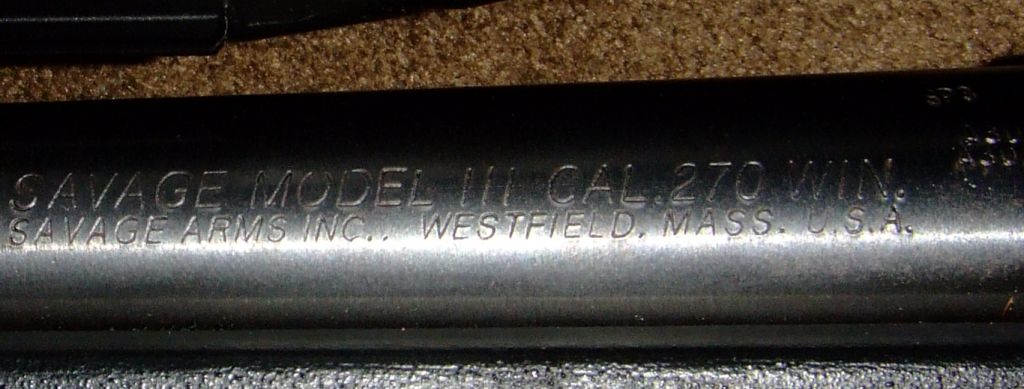 SAVAGE MODEL 111 CAL.270 WIN.
SAVAGE ARMS INC., WESTFIELD, MASS. U.S.A.